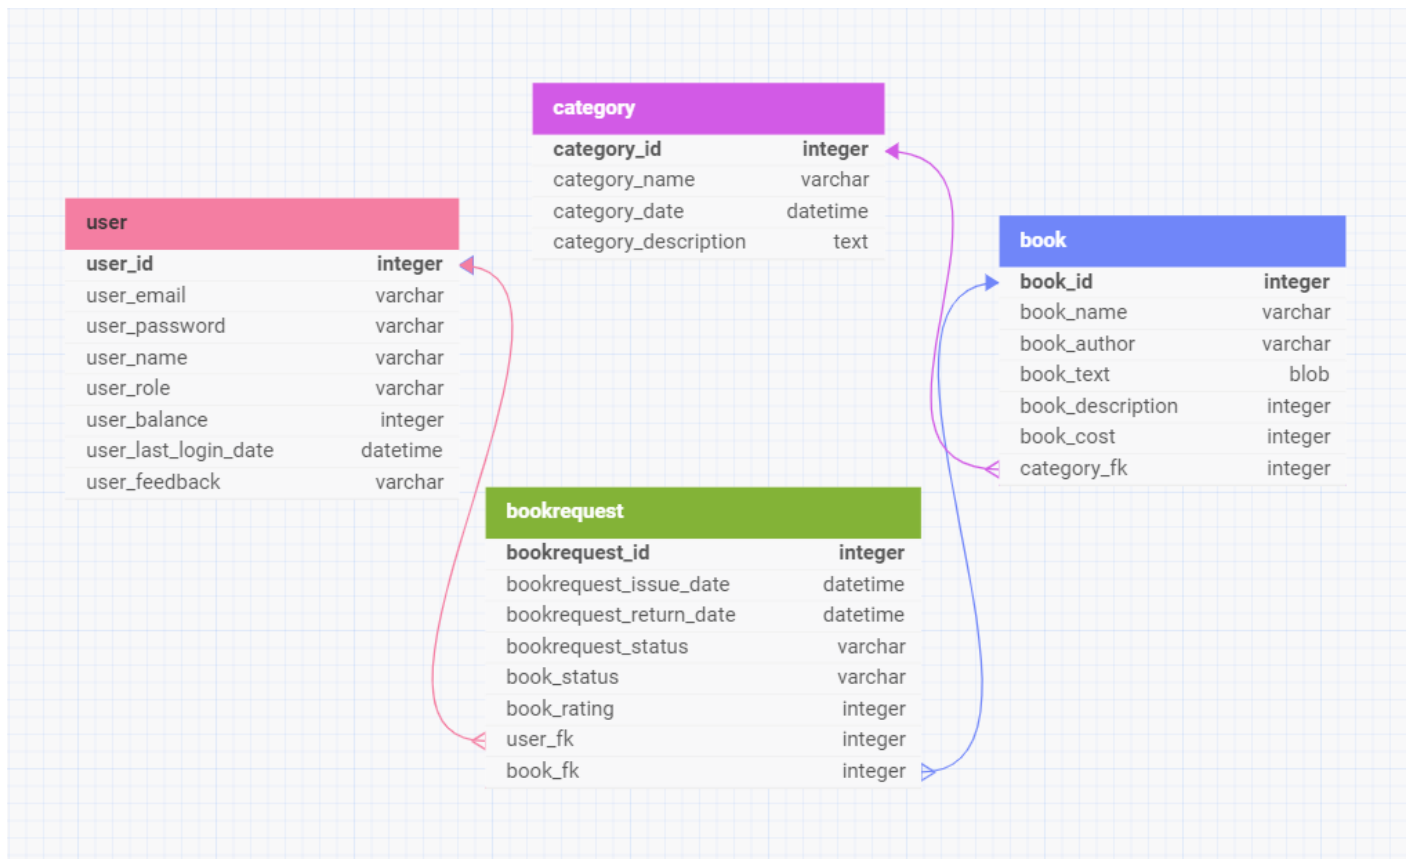 category
category_id integer
category_name varchar
category_date datetime
category_description text
user
user_id integer
user_email varchar
user_password varchar
user_name varchar
user_role varchar
user_balance integer
user_last_login_date datetime
user_feedback varchar
book
book_id integer
book_name varchar
book_author varchar
book_text blob
book_description integer
book_cost integer
category_fk integer
bookrequest
bookrequest_id integer
bookrequest_issue_date datetime
bookrequest_return_date datetime
bookrequest_status varchar
book_status varchar
book_rating integer
user_fk integer
book_fk integer